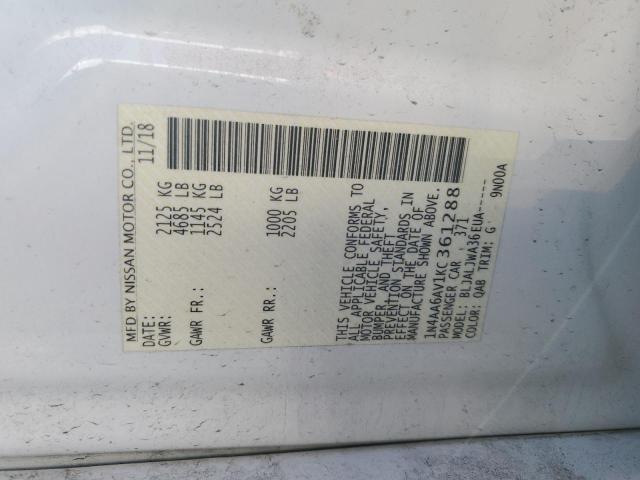 MFD BY NISSAN MOTOR CO., LTD.
DATE: 11/18
GVWR: 2125 KG
4685 LB
GAWR FR.: 1145 KG
2524 LB
GAWR RR.: 1000 KG
2205 LB
THIS VEHICLE CONFORMS TO
ALL APPLICABLE FEDERAL
MOTOR VEHICLE SAFETY,
BUMPER, AND THEFT
PREVENTION STANDARDS IN
EFFECT ON THE DATE OF
MANUFACTURE SHOWN ABOVE.
1N4AA6AV1KC361288
PASSENGER CAR 371
MODEL: BLJALJWA36EUA-----
COLOR: QAB TRIM: G 9N00A